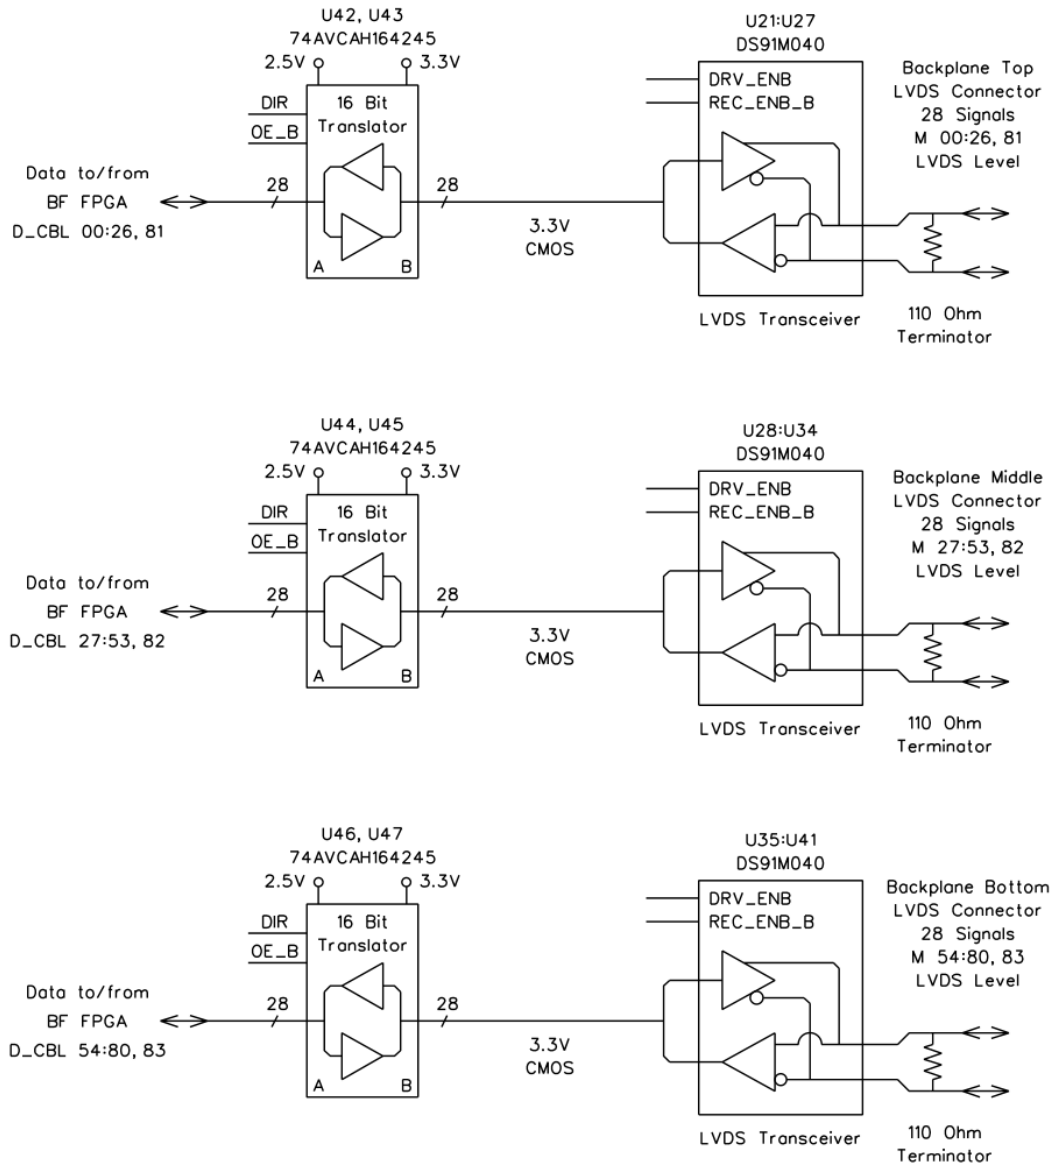 U42, U43
74AVCAH164245
2.5V
3.3V
DIR
OE_B
16 Bit
Translator
A
B
Data to/from
BF FPGA
D_CBL 00:26, 81
28
28
3.3V
CMOS
U21:U27
DS91M040
DRV_ENB
REC_ENB_B
LVDS Transceiver
Backplane Top
LVDS Connector
28 Signals
M 00:26, 81
LVDS Level
110 Ohm
Terminator
U44, U45
74AVCAH164245
2.5V
3.3V
DIR
OE_B
16 Bit
Translator
A
B
Data to/from
BF FPGA
D_CBL 27:53, 82
28
28
3.3V
CMOS
U28:U34
DS91M040
DRV_ENB
REC_ENB_B
LVDS Transceiver
Backplane Middle
LVDS Connector
28 Signals
M 27:53, 82
LVDS Level
110 Ohm
Terminator
U46, U47
74AVCAH164245
2.5V
3.3V
DIR
OE_B
16 Bit
Translator
A
B
Data to/from
BF FPGA
D_CBL 54:80, 83
28
28
3.3V
CMOS
U35:U41
DS91M040
DRV_ENB
REC_ENB_B
LVDS Transceiver
Backplane Bottom
LVDS Connector
28 Signals
M 54:80, 83
LVDS Level
110 Ohm
Terminator